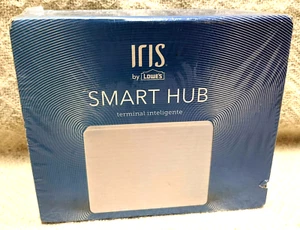 IRIS
by LOWE'S
SMART HUB
terminal inteligente